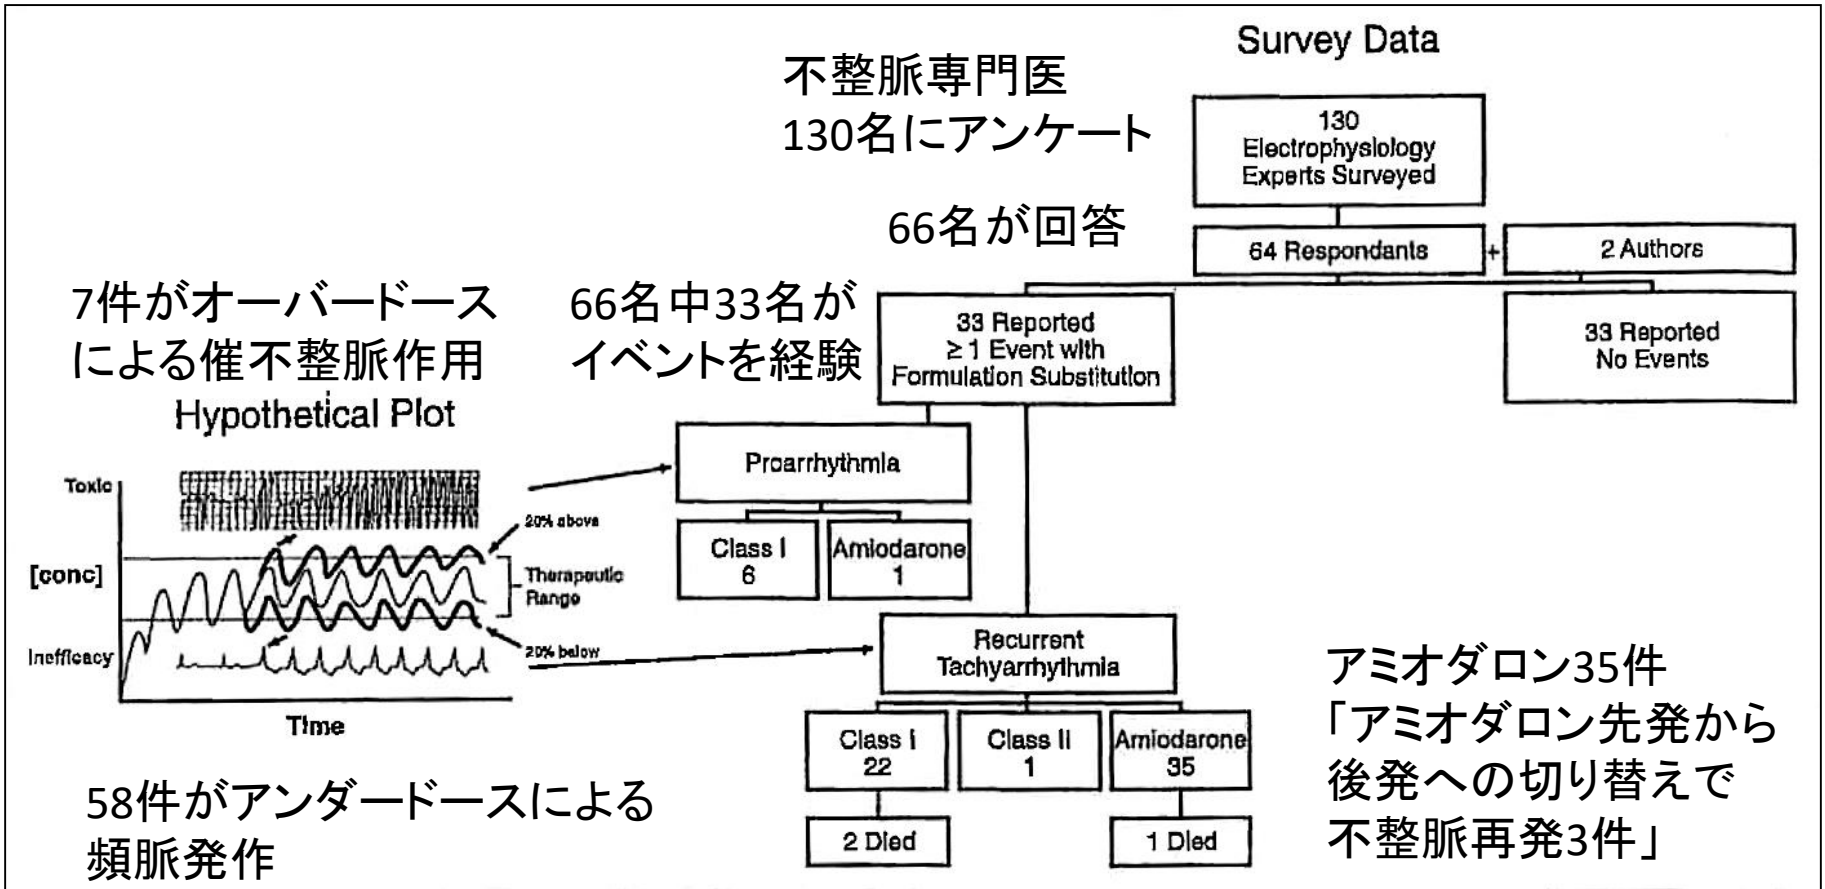 Survey Data
不整脈専門医
130名にアンケート
130
Electrophysiology
Experts Surveyed
66名が回答
64 Respondants
+
2 Authors
7件がオーバードース
による催不整脈作用
66名中33名が
イベントを経験
33 Reported
≥ 1 Event with
Formulation Substitution
33 Reported
No Events
Hypothetical Plot
Toxic
[conc]
Inefficacy
20% above
Therapeutic
Range
20% below
Time
Proarrhythmia
Class I
6
Amiodarone
1
Recurrent
Tachyarrhythmia
Class I
22
Class II
1
Amiodarone
35
2 Died
1 Died
アミオダロン35件
「アミオダロン先発から
後発への切り替えで
不整脈再発3件」
58件がアンダードースによる
頻脈発作